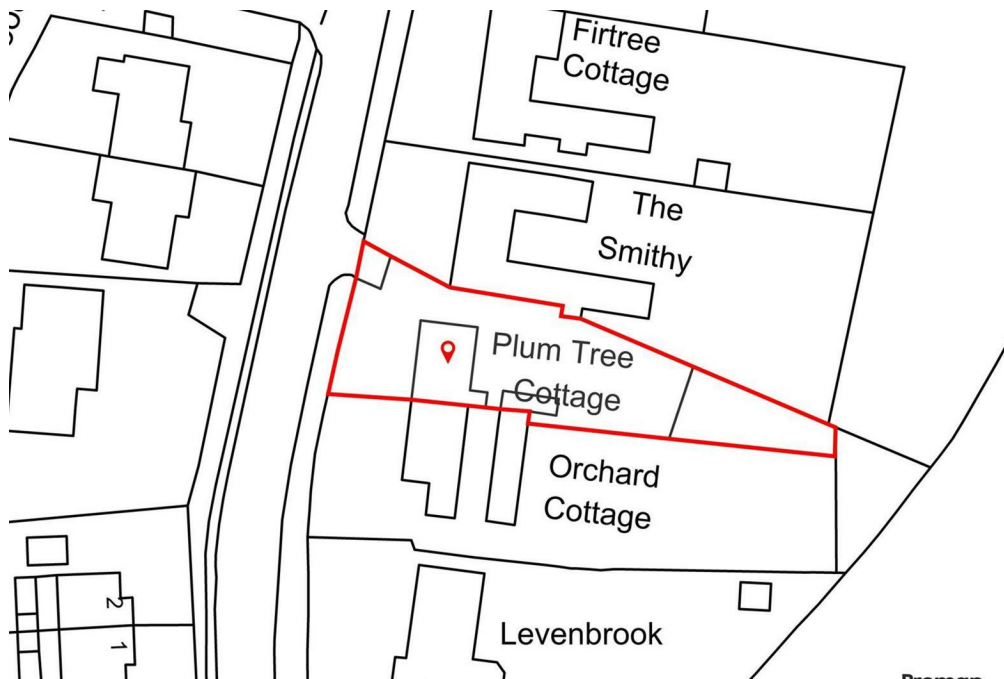 Firtree
Cottage
The
Smithy
Plum Tree
Cottage
Orchard
Cottage
Levenbrook
2
1